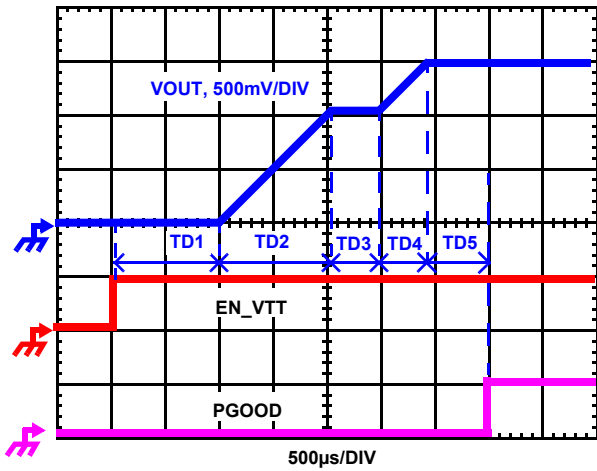 VOUT, 500mV/DIV
TD1 TD2 TD3 TD4 TD5
EN_VTT
PGOOD
500µs/DIV